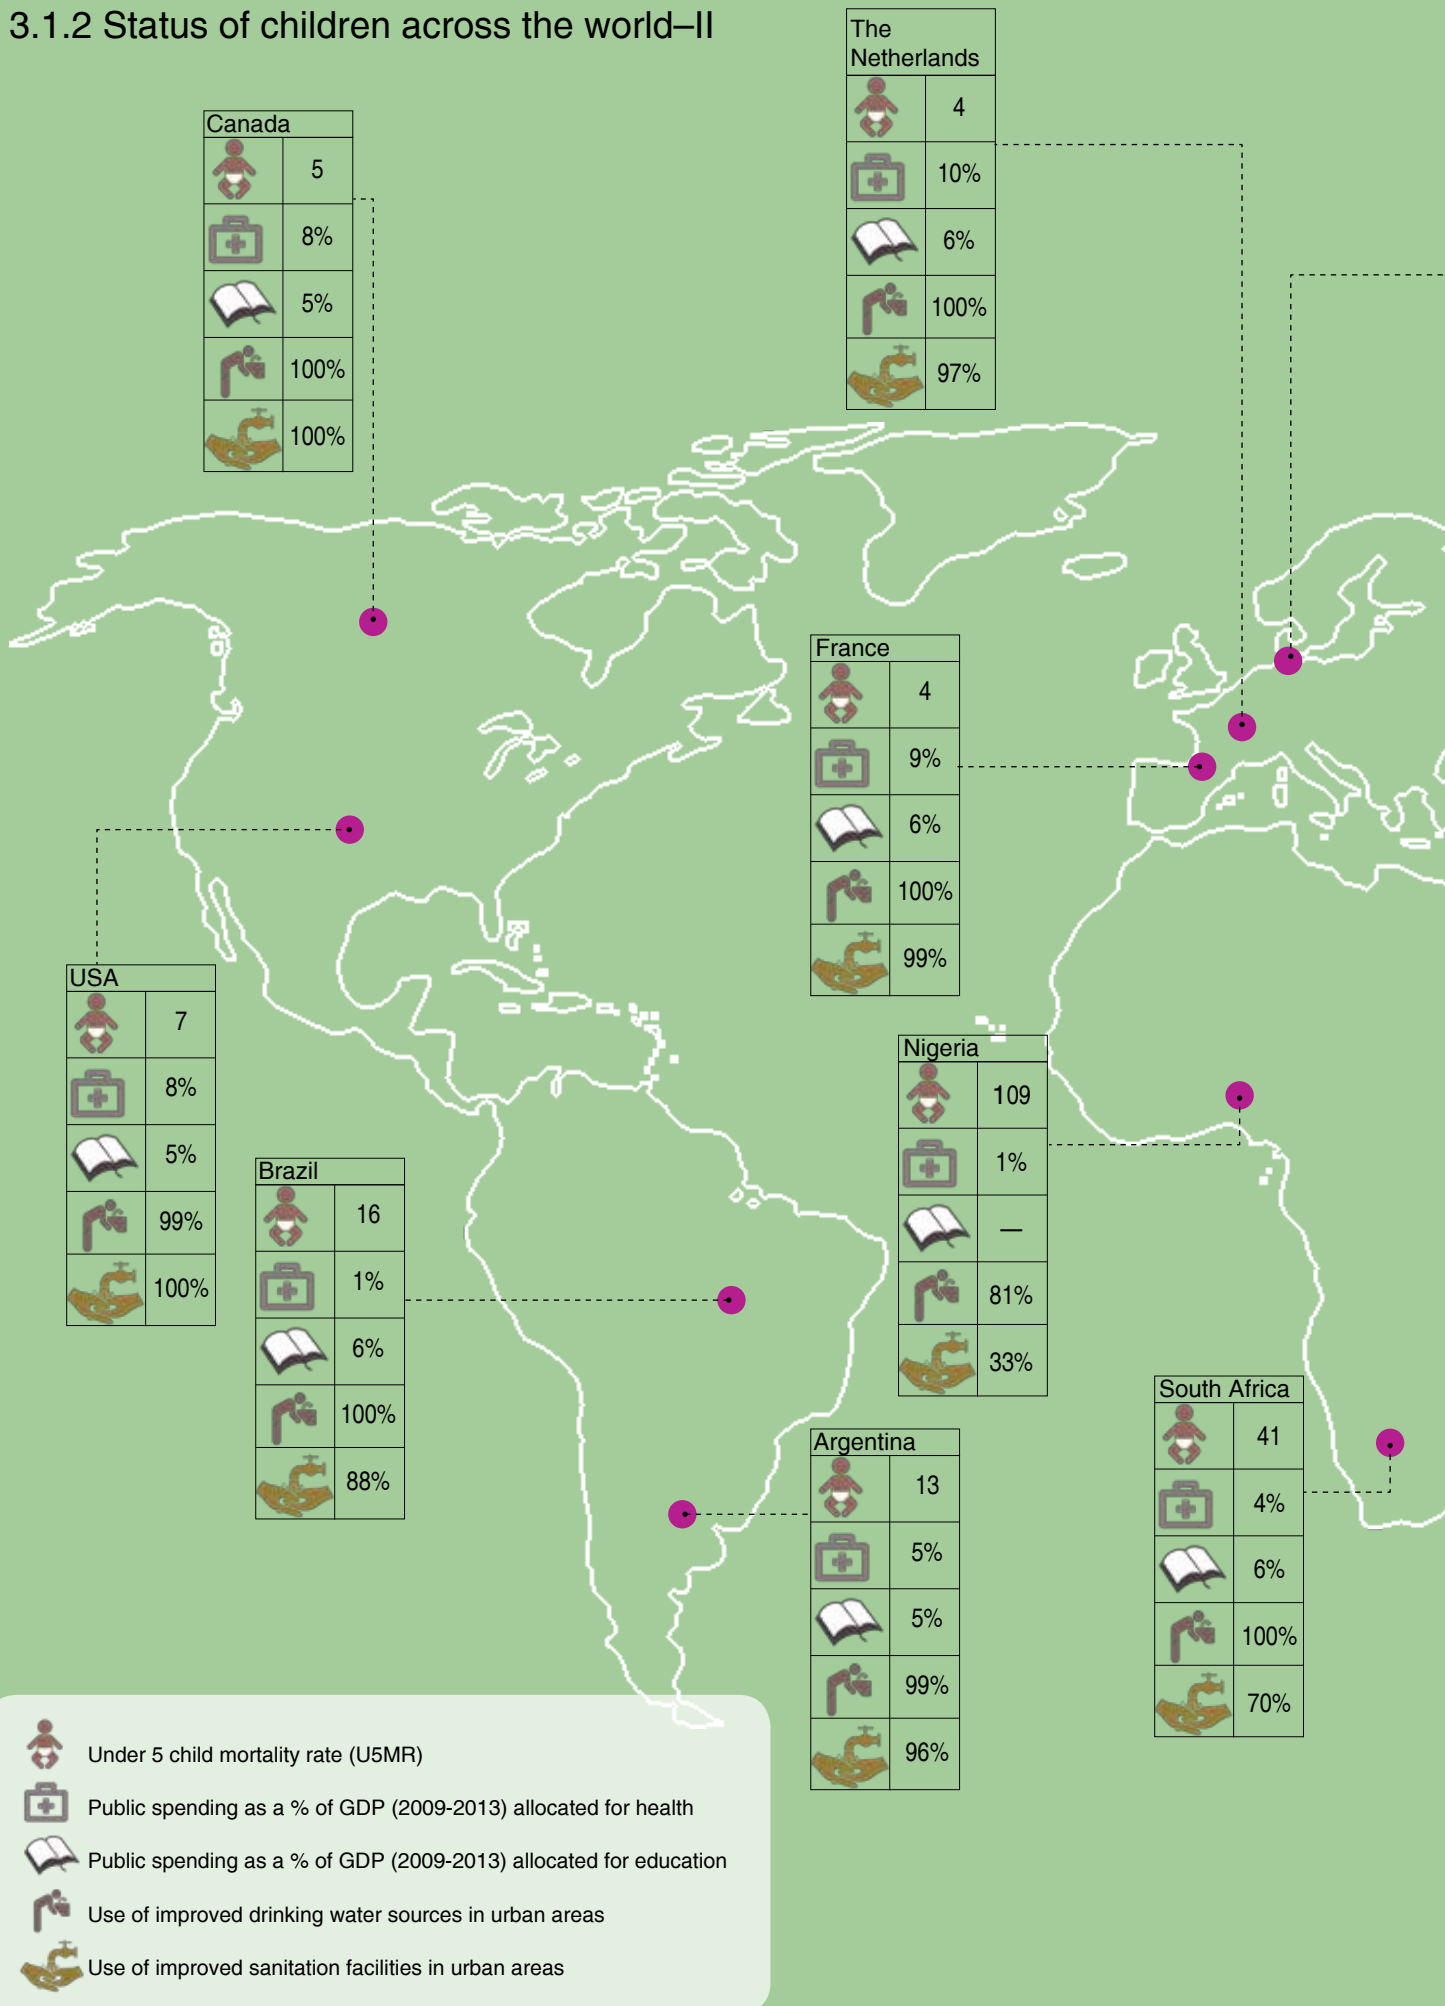 3.1.2 Status of children across the world–II
The
Netherlands
4
10%
6%
100%
97%
Canada
5
8%
5%
100%
100%
France
4
9%
6%
100%
99%
USA
7
8%
5%
99%
100%
Nigeria
109
1%
—
81%
33%
Brazil
16
1%
6%
100%
88%
South Africa
41
4%
6%
100%
70%
Argentina
13
5%
5%
99%
96%
Under 5 child mortality rate (U5MR)
Public spending as a % of GDP (2009-2013) allocated for health
Public spending as a % of GDP (2009-2013) allocated for education
Use of improved drinking water sources in urban areas
Use of improved sanitation facilities in urban areas